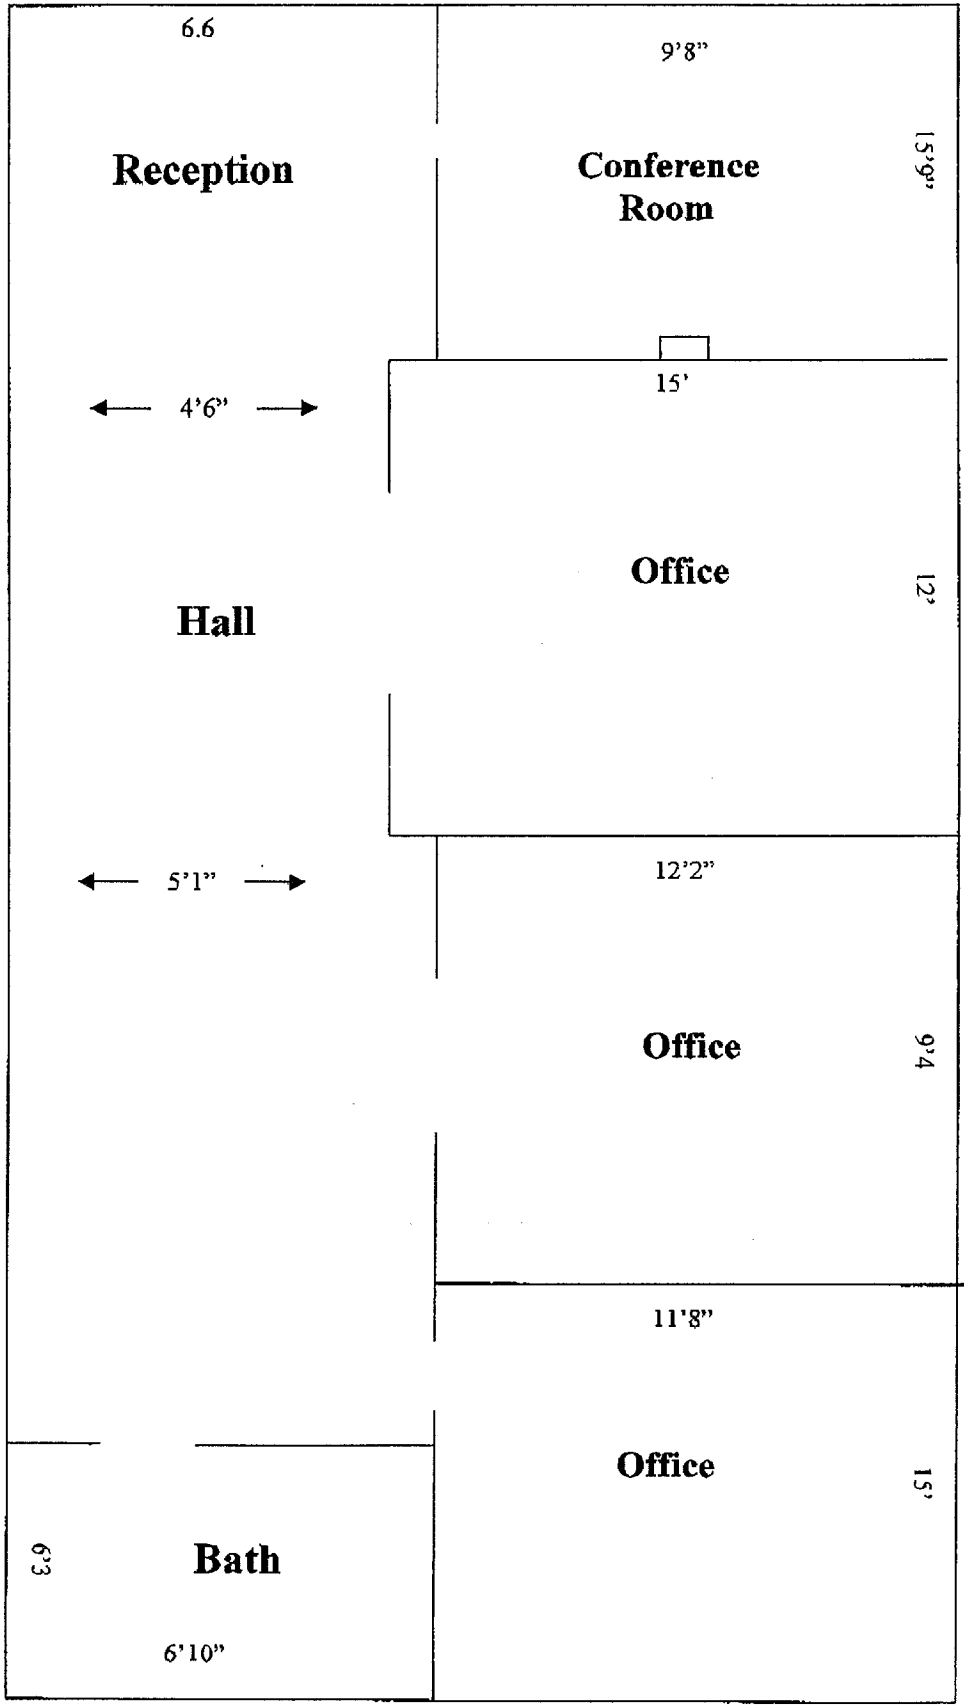 6.6
9’8”
Reception
Conference
Room
15’9”
15’
4’6”
Office
12’
Hall
12’2”
5’1”
Office
9’4
11’8”
Office
15’
6’3
Bath
6’10”